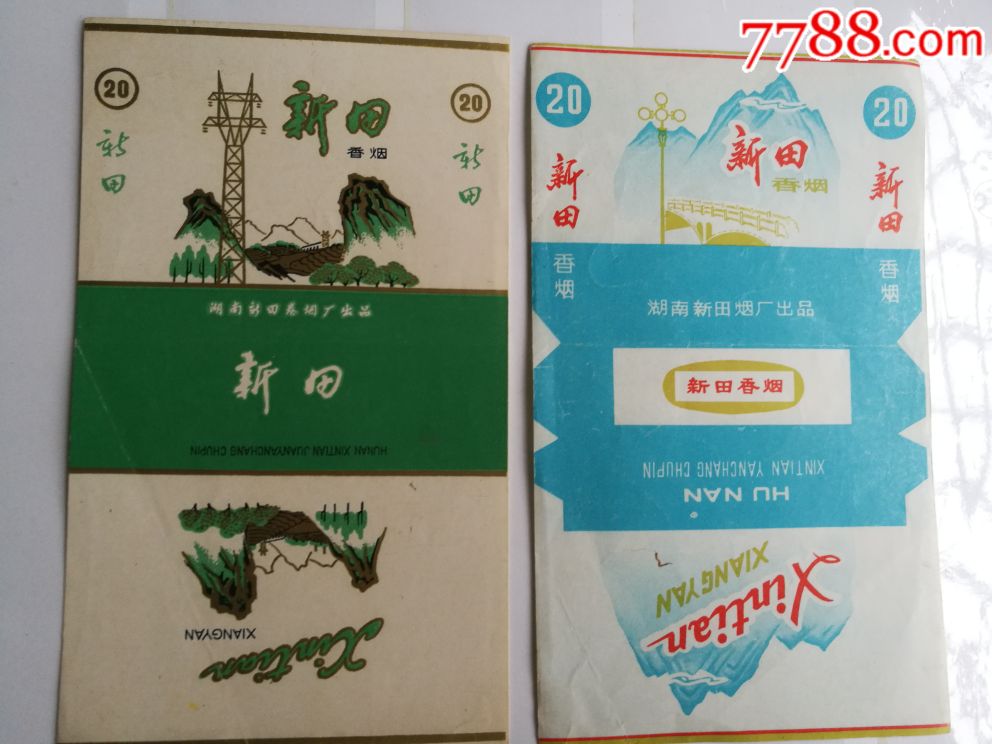 7788.com
20
新田
香烟
20
新田
新田
湖南新田卷烟厂出品
新田
HUNAN XINTIAN JUANYANCHANG CHUPIN
XIANGYAN
Xintian
20
新田
香烟
20
新田
香烟
新田
香烟
湖南新田烟厂出品
新田香烟
XINTIAN YANCHANG CHUPIN
HU NAN
XIANGYAN
Xintian